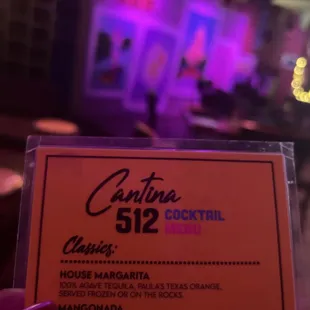 Cantina
512 COCKTAIL
MENU
Classics:
HOUSE MARGARITA
100% AGAVE TEQUILA, PAULA'S TEXAS ORANGE,
SERVED FROZEN OR ON THE ROCKS.
MANGONADA